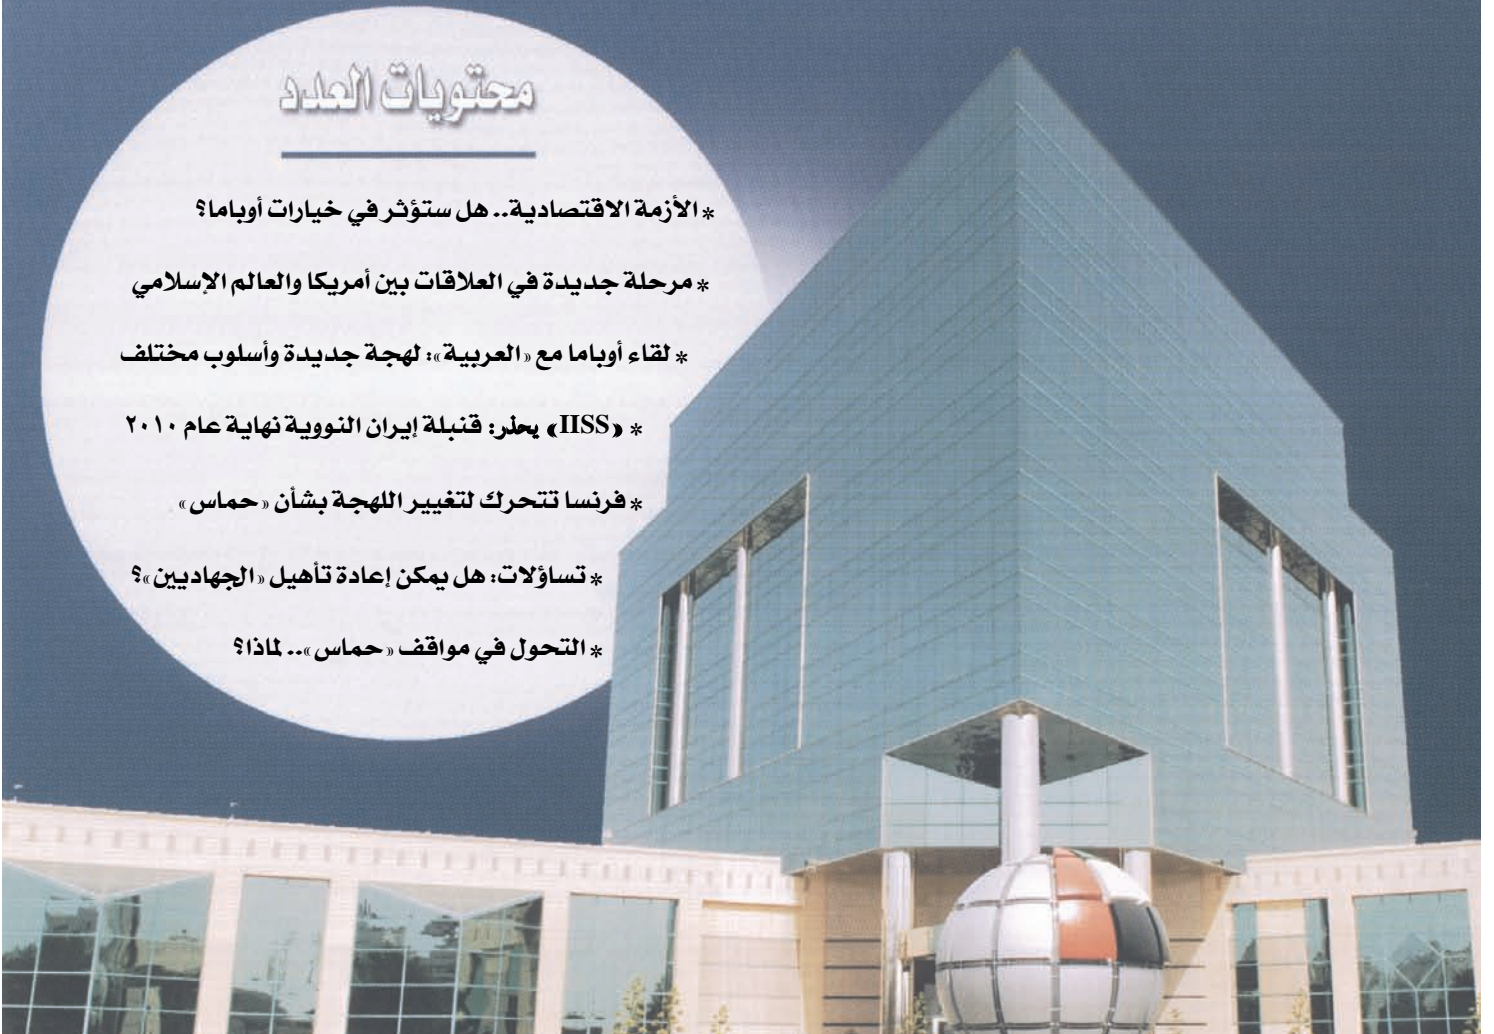 محتويات العدد
* الأزمة الاقتصادية.. هل ستؤثر في خيارات أوباما؟
* مرحلة جديدة في العلاقات بين أمريكا والعالم الإسلامي
* لقاء أوباما مع «العربية»: لهجة جديدة وأسلوب مختلف
* «IISS» يحذر: قنبلة إيران النووية نهاية عام ٢٠١٠
* فرنسا تتحرك لتغيير اللهجة بشأن «حماس»
* تساؤلات: هل يمكن إعادة تأهيل «الجهاديين»؟
* التحول في مواقف «حماس».. لماذا؟